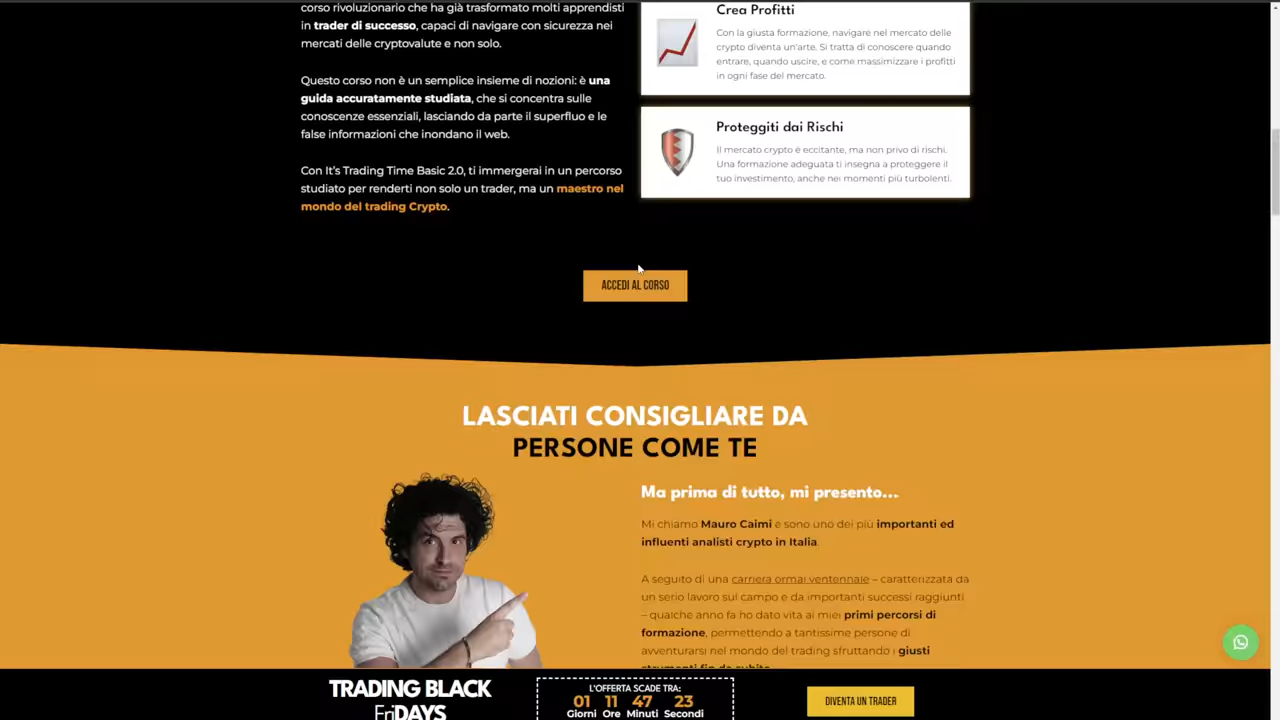 corso rivoluzionario che ha già trasformato molti apprendisti
in trader di successo, capaci di navigare con sicurezza nei
mercati delle cryptovalute e non solo.
Questo corso non è un semplice insieme di nozioni: è una
guida accuratamente studiata, che si concentra sulle
conoscenze essenziali, lasciando da parte il superfluo e le
false informazioni che inondano il web.
Con It's Trading Time Basic 2.0, ti immergerai in un percorso
studiato per renderti non solo un trader, ma un maestro nel
mondo del trading Crypto.
Crea Profitti
Con la giusta formazione, navigare nel mercato delle
crypto diventa un'arte. Si tratta di conoscere quando
entrare, quando uscire, e come massimizzare i profitti
in ogni fase del mercato.
Proteggiti dai Rischi
Il mercato crypto è eccitante, ma non privo di rischi.
Una formazione adeguata ti insegna a proteggere il
tuo investimento, anche nei momenti più turbolenti.
ACCEDI AL CORSO
LASCIATI CONSIGLIARE DA
PERSONE COME TE
Ma prima di tutto, mi presento...
Mi chiamo Mauro Caimi e sono uno dei più importanti ed
influenti analisti crypto in Italia.
A seguito di una carriera ormai ventennale – caratterizzata da
un serio lavoro sul campo e da importanti successi raggiunti
– qualche anno fa ho dato vita ai miei primi percorsi di
formazione, permettendo a tantissime persone di
avventurarsi nel mondo del trading sfruttando i giusti
strumenti fin da subito.
TRADING BLACK
FriDAYS
L'OFFERTA SCADE TRA:
01 11 47 23
Giorni Ore Minuti Secondi
DIVENTA UN TRADER